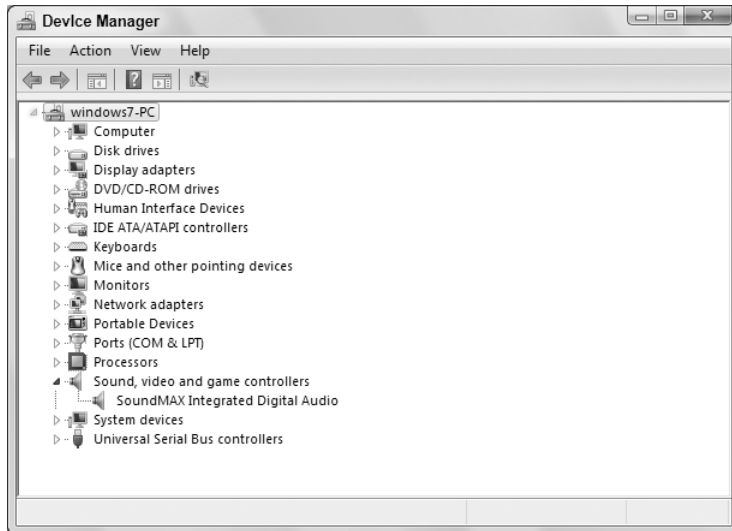 Device Manager
File Action View Help
windows7-PC
Computer
Disk drives
Display adapters
DVD/CD-ROM drives
Human Interface Devices
IDE ATA/ATAPI controllers
Keyboards
Mice and other pointing devices
Monitors
Network adapters
Portable Devices
Ports (COM & LPT)
Processors
Sound, video and game controllers
SoundMAX Integrated Digital Audio
System devices
Universal Serial Bus controllers